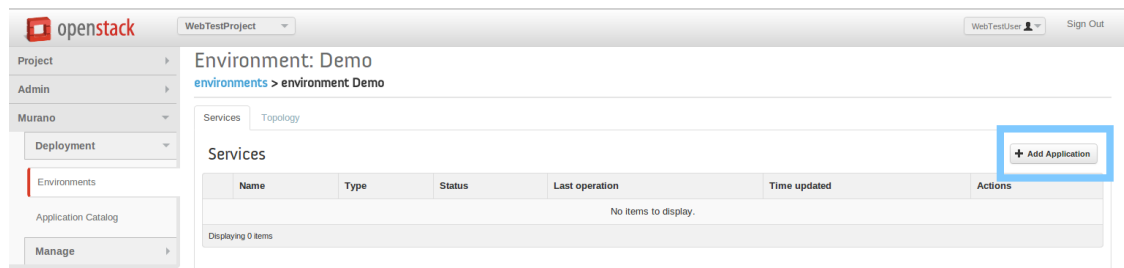 openstack
WebTestProject
WebTestUser
Sign Out
Project
Admin
Murano
Deployment
Environments
Application Catalog
Manage
Environment: Demo
environments > environment Demo
Services Topology
Services
+ Add Application
Name Type Status Last operation Time updated Actions
No items to display.
Displaying 0 items